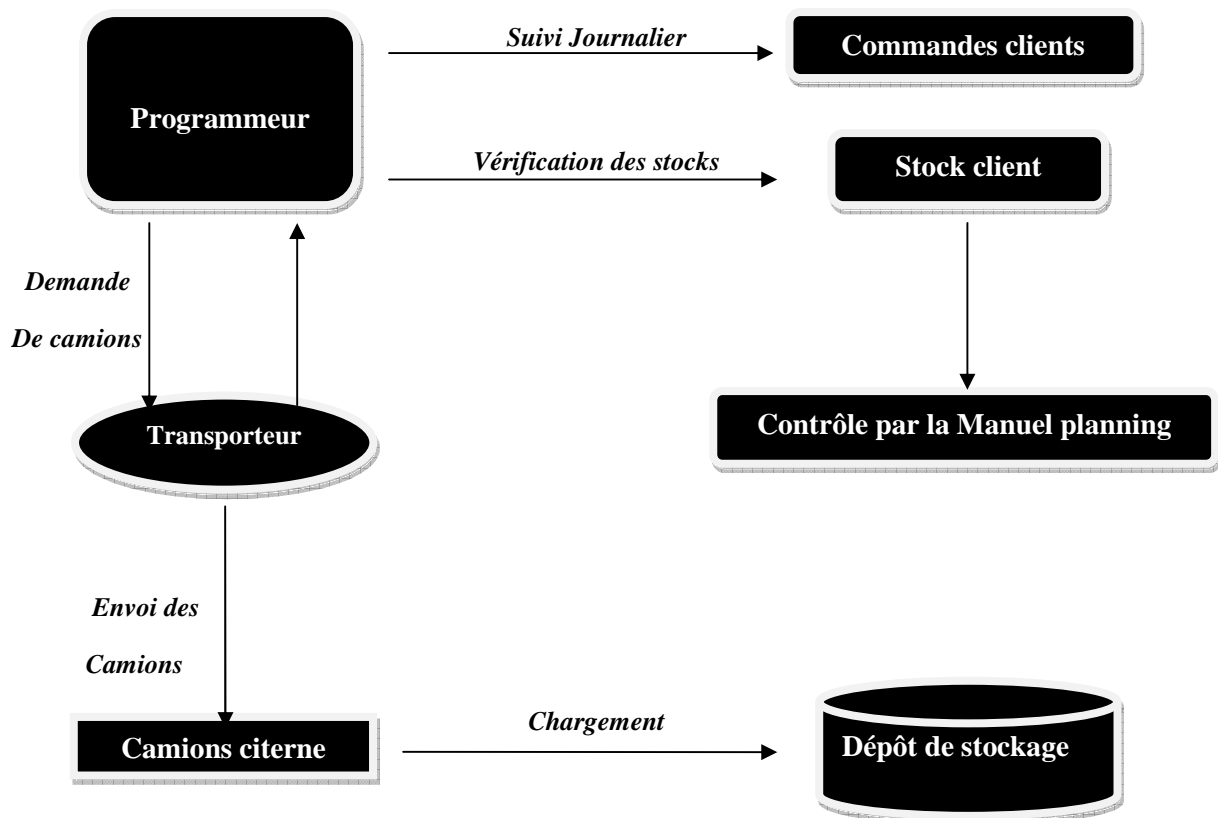 Suivi Journalier
Commandes clients
Programmeur
Vérification des stocks
Stock client
Demande
De camions
Transporteur
Contrôle par la Manuel planning
Envoi des
Camions
Camions citerne
Chargement
Dépôt de stockage